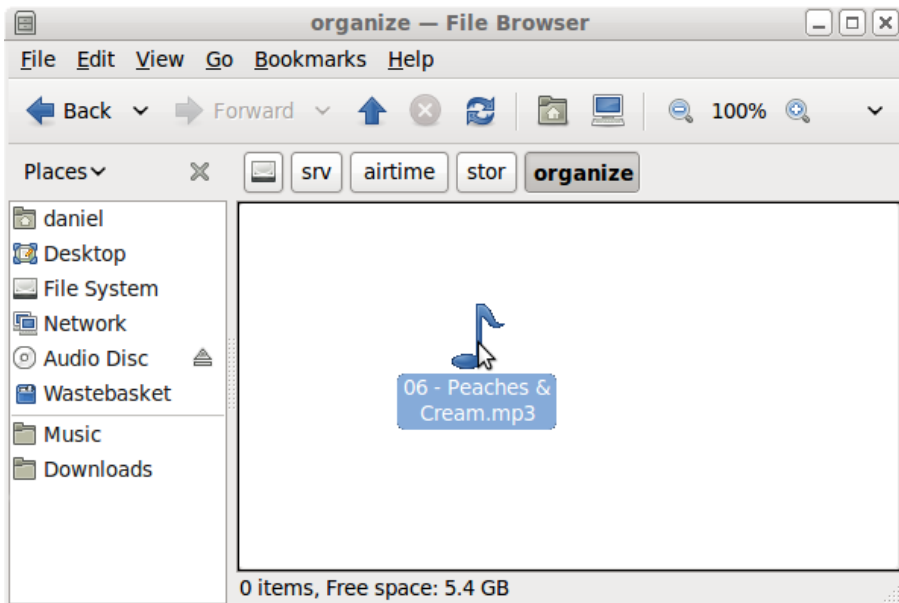 organize — File Browser
File Edit View Go Bookmarks Help
Back Forward 100%
Places srv airtime stor organize
daniel
Desktop
File System
Network
Audio Disc
Wastebasket
Music
Downloads
06 - Peaches &
Cream.mp3
0 items, Free space: 5.4 GB